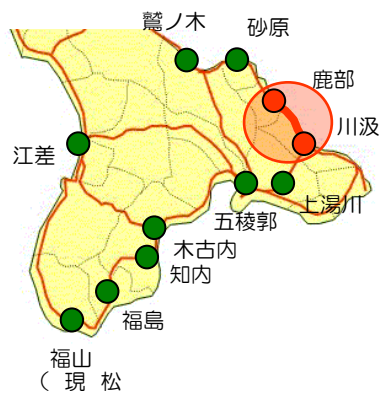 鷲ノ木
砂原
鹿部
川汲
江差
五稜郭
上湯川
木古内
知内
福島
福山
( 現 松